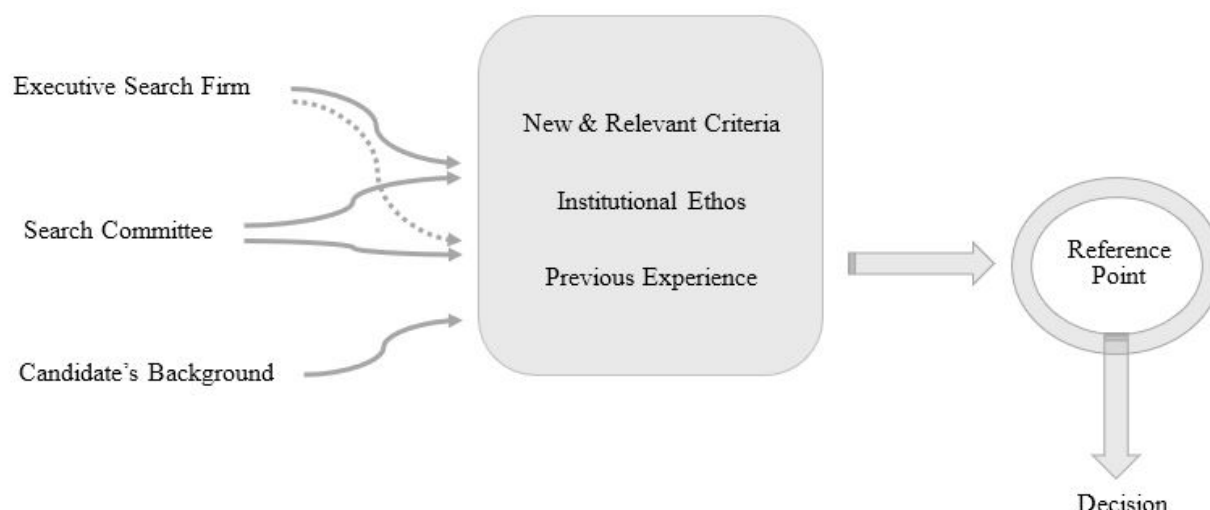 Executive Search Firm
Search Committee
Candidate’s Background
New & Relevant Criteria
Institutional Ethos
Previous Experience
Reference
Point
Decision